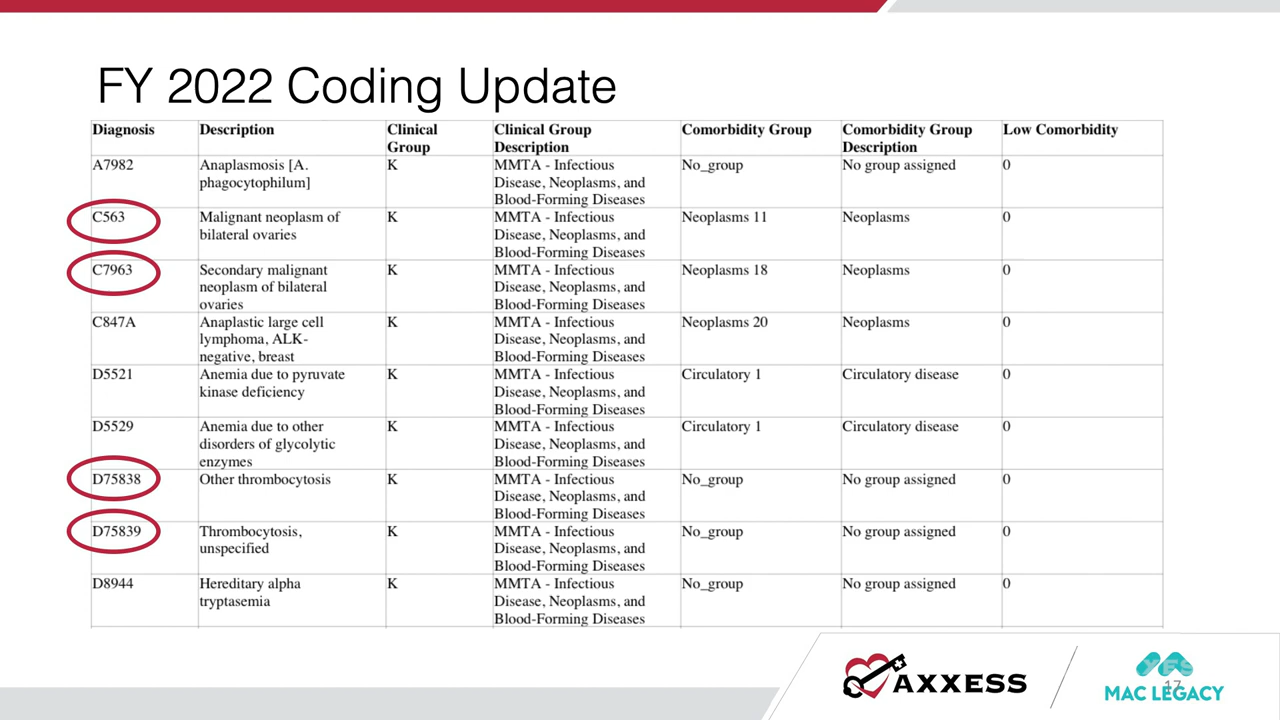 FY 2022 Coding Update
Diagnosis Description Clinical Group Clinical Group Description Comorbidity Group Comorbidity Group Description Low Comorbidity
A7982 Anaplasmosis [A. phagocytophilum] K MMTA - Infectious Disease, Neoplasms, and Blood-Forming Diseases No_group No group assigned 0
C563 Malignant neoplasm of bilateral ovaries K MMTA - Infectious Disease, Neoplasms, and Blood-Forming Diseases Neoplasms 11 Neoplasms 0
C7963 Secondary malignant neoplasm of bilateral ovaries K MMTA - Infectious Disease, Neoplasms, and Blood-Forming Diseases Neoplasms 18 Neoplasms 0
C847A Anaplastic large cell lymphoma, ALK-negative, breast K MMTA - Infectious Disease, Neoplasms, and Blood-Forming Diseases Neoplasms 20 Neoplasms 0
D5521 Anemia due to pyruvate kinase deficiency K MMTA - Infectious Disease, Neoplasms, and Blood-Forming Diseases Circulatory 1 Circulatory disease 0
D5529 Anemia due to other disorders of glycolytic enzymes K MMTA - Infectious Disease, Neoplasms, and Blood-Forming Diseases Circulatory 1 Circulatory disease 0
D75838 Other thrombocytosis K MMTA - Infectious Disease, Neoplasms, and Blood-Forming Diseases No_group No group assigned 0
D75839 Thrombocytosis, unspecified K MMTA - Infectious Disease, Neoplasms, and Blood-Forming Diseases No_group No group assigned 0
D8944 Hereditary alpha tryptasemia K MMTA - Infectious Disease, Neoplasms, and Blood-Forming Diseases No_group No group assigned 0
AXXESS
YES
17
MAC LEGACY